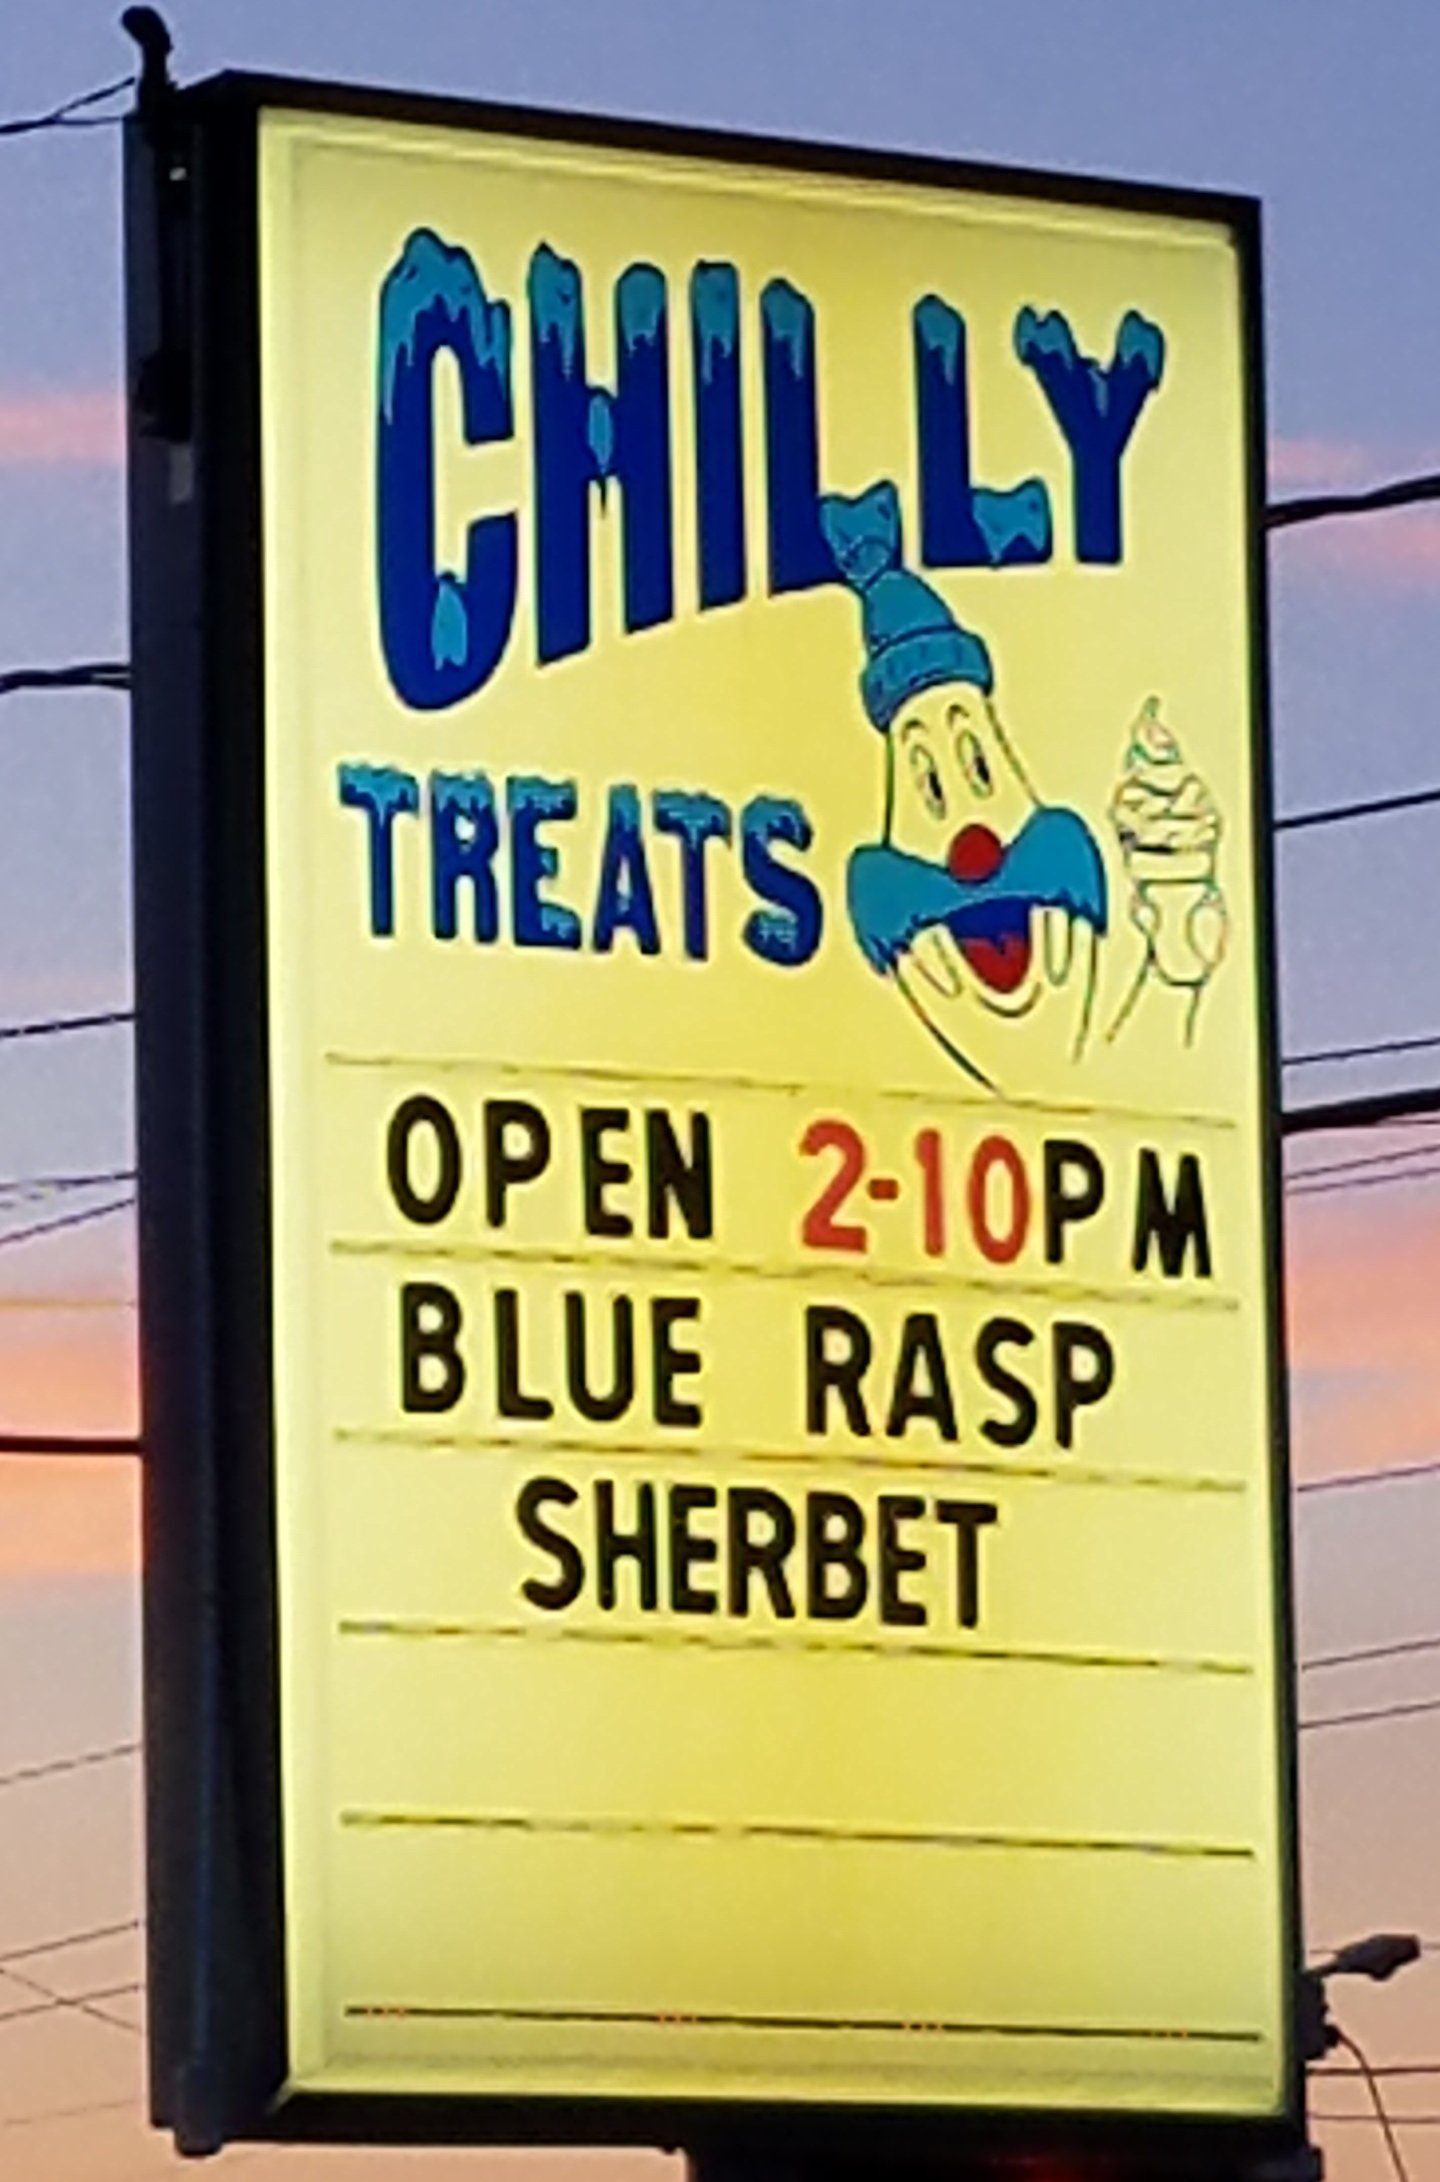 CHILLY
TREATS
OPEN 2-10PM
BLUE RASP
SHERBET